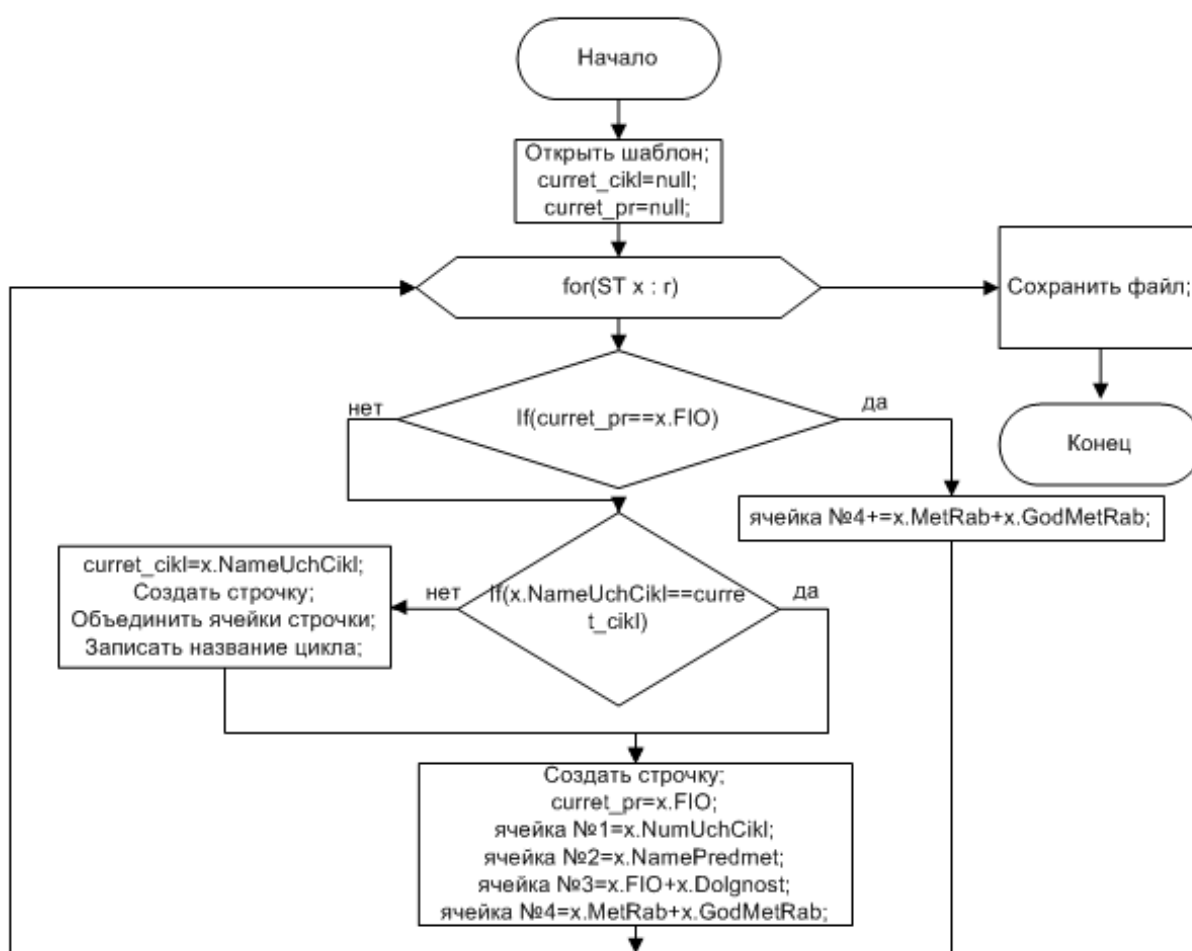 Начало
Открыть шаблон;
curret_cikl=null;
curret_pr=null;
for(ST x : r)
Сохранить файл;
нет
If(curret_pr==x.FIO)
да
Конец
ячейка №4+=x.MetRab+x.GodMetRab;
curret_cikl=x.NameUchCikl;
Создать строчку;
Объединить ячейки строчки;
Записать название цикла;
нет
If(x.NameUchCikl==curre
t_cikl)
да
Создать строчку;
curret_pr=x.FIO;
ячейка №1=x.NumUchCikl;
ячейка №2=x.NamePredmet;
ячейка №3=x.FIO+x.Dolgnost;
ячейка №4=x.MetRab+x.GodMetRab;